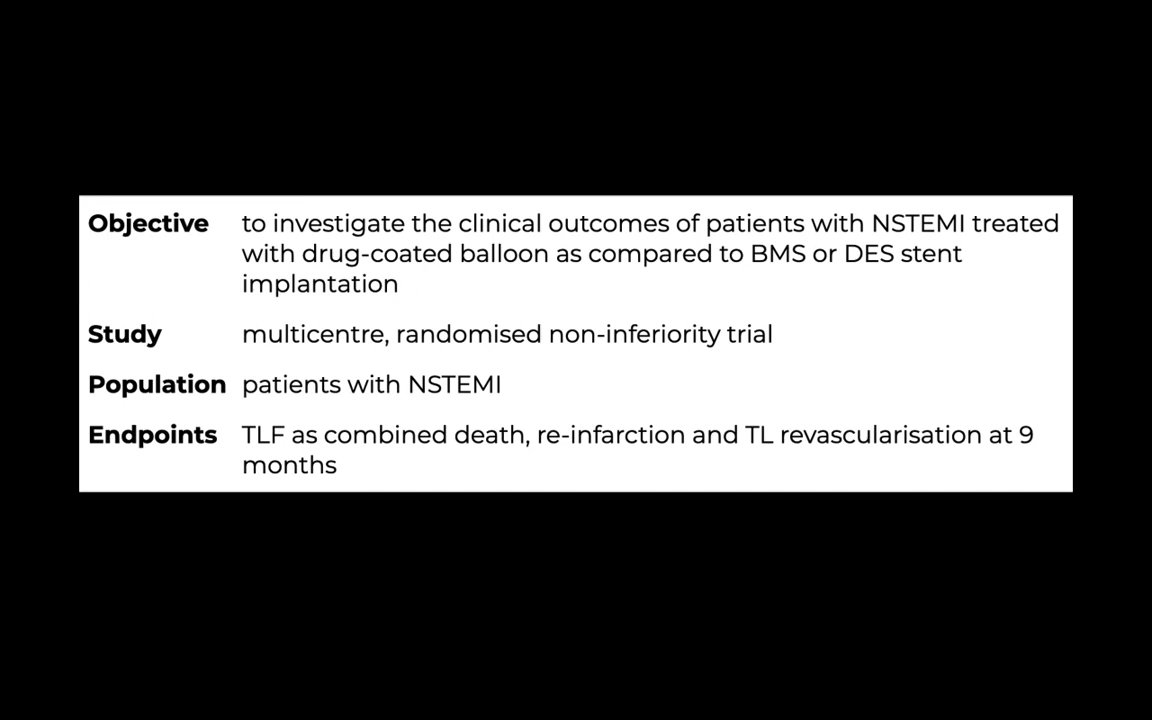 Objective to investigate the clinical outcomes of patients with NSTEMI treated
with drug-coated balloon as compared to BMS or DES stent
implantation
Study multicentre, randomised non-inferiority trial
Population patients with NSTEMI
Endpoints TLF as combined death, re-infarction and TL revascularisation at 9
months